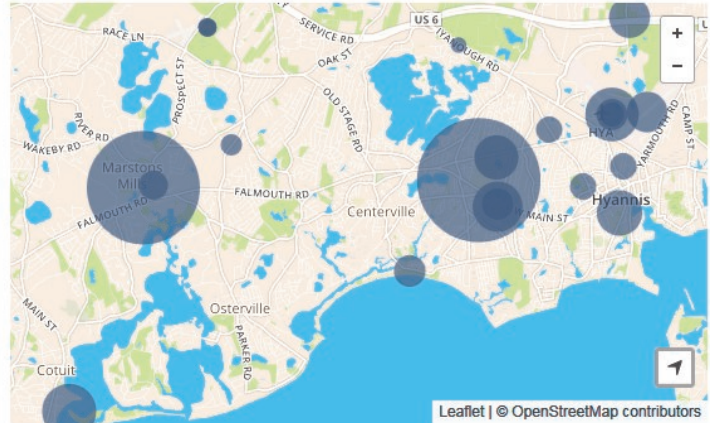 RACE LN
SERVICE RD
US 6
IYANOUGH RD
OAK ST
PROSPECT ST
OLD STAGE RD
+
−
RIVER RD
WAKEBY RD
HYA
YARMOUTH RD
CAMP ST
Marstons
Mills
FALMOUTH RD
FALMOUTH RD
Centerville
MAIN ST
Hyannis
MAIN ST
Osterville
PARKER RD
Cotuit
Leaflet | © OpenStreetMap contributors